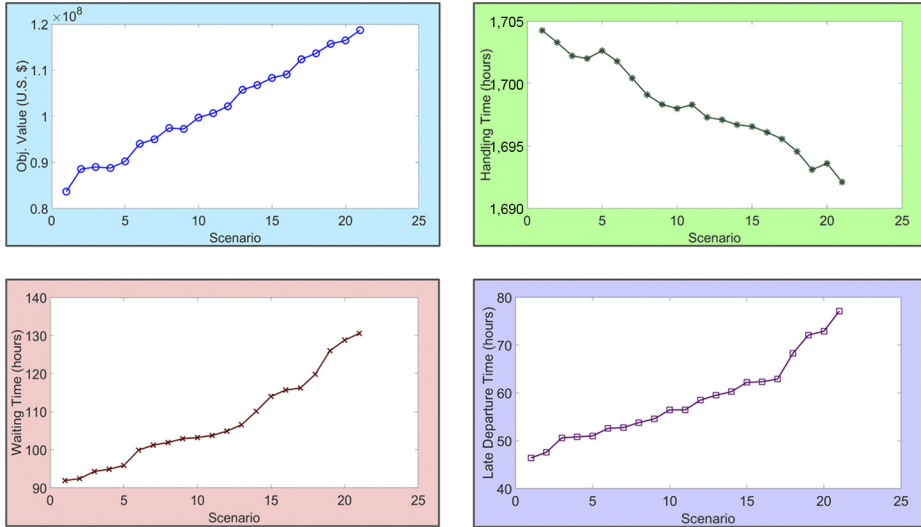 × 10⁸
1.2
1.1
1
0.9
0.8
0 5 10 15 20 25
Scenario
Obj. Value (U.S. $)
1,705
1,700
1,695
1,690
0 5 10 15 20 25
Scenario
Handling Time (hours)
140
130
120
110
100
90
0 5 10 15 20 25
Scenario
Waiting Time (hours)
80
70
60
50
40
0 5 10 15 20 25
Scenario
Late Departure Time (hours)